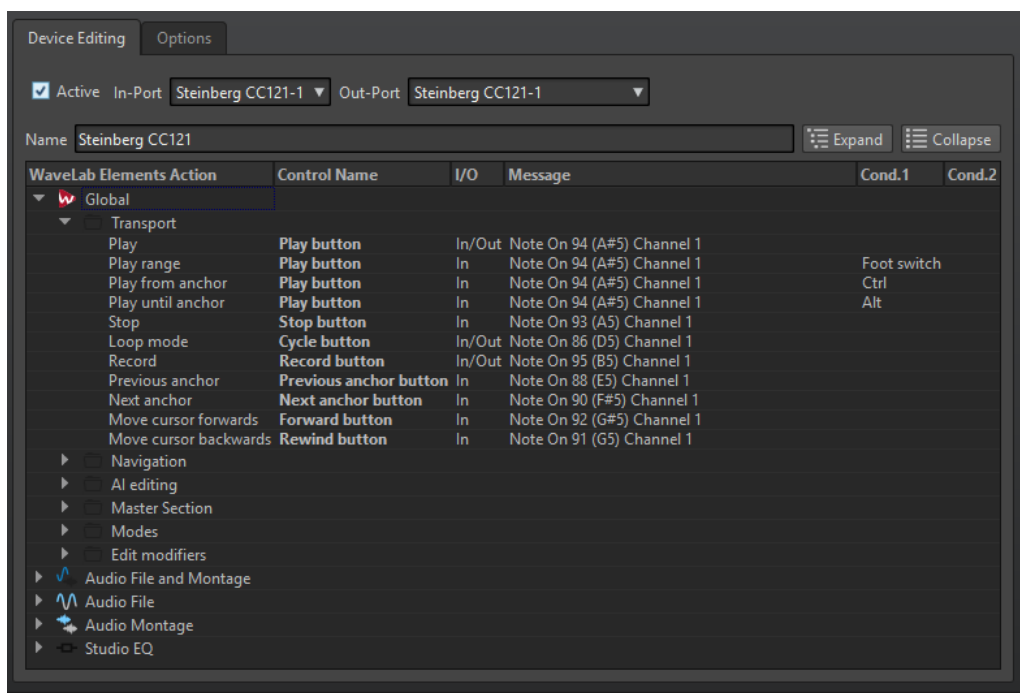 Device Editing Options
Active In-Port Steinberg CC121-1 Out-Port Steinberg CC121-1
Name Steinberg CC121 Expand Collapse
WaveLab Elements Action Control Name I/O Message Cond.1 Cond.2
Global
Transport
Play Play button In/Out Note On 94 (A#5) Channel 1
Play range Play button In Note On 94 (A#5) Channel 1 Foot switch
Play from anchor Play button In Note On 94 (A#5) Channel 1 Ctrl
Play until anchor Play button In Note On 94 (A#5) Channel 1 Alt
Stop Stop button In Note On 93 (A5) Channel 1
Loop mode Cycle button In/Out Note On 86 (D5) Channel 1
Record Record button In/Out Note On 95 (B5) Channel 1
Previous anchor Previous anchor button In Note On 88 (E5) Channel 1
Next anchor Next anchor button In Note On 90 (F#5) Channel 1
Move cursor forwards Forward button In Note On 92 (G#5) Channel 1
Move cursor backwards Rewind button In Note On 91 (G5) Channel 1
Navigation
AI editing
Master Section
Modes
Edit modifiers
Audio File and Montage
Audio File
Audio Montage
Studio EQ